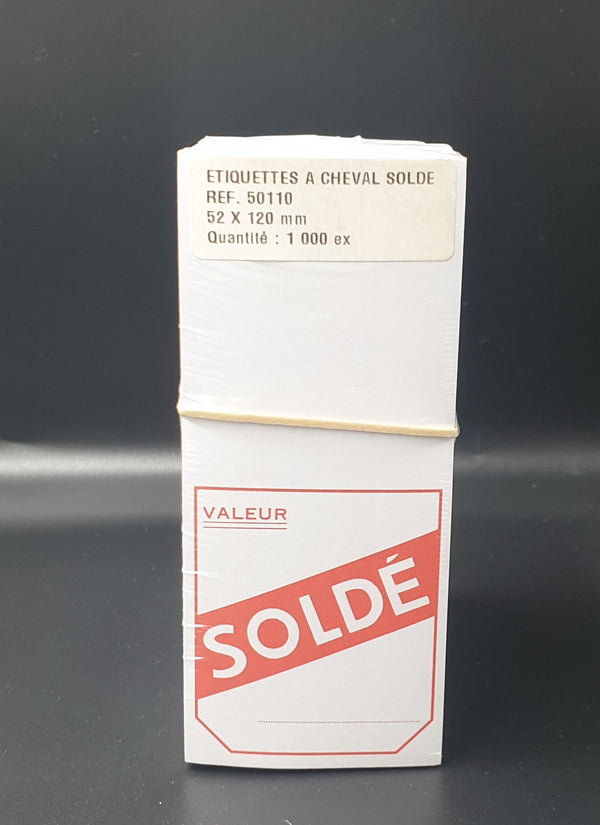 ETIQUETTES A CHEVAL SOLDE
REF. 50110
52 X 120 mm
Quantité : 1 000 ex
VALEUR
SOLDÉ